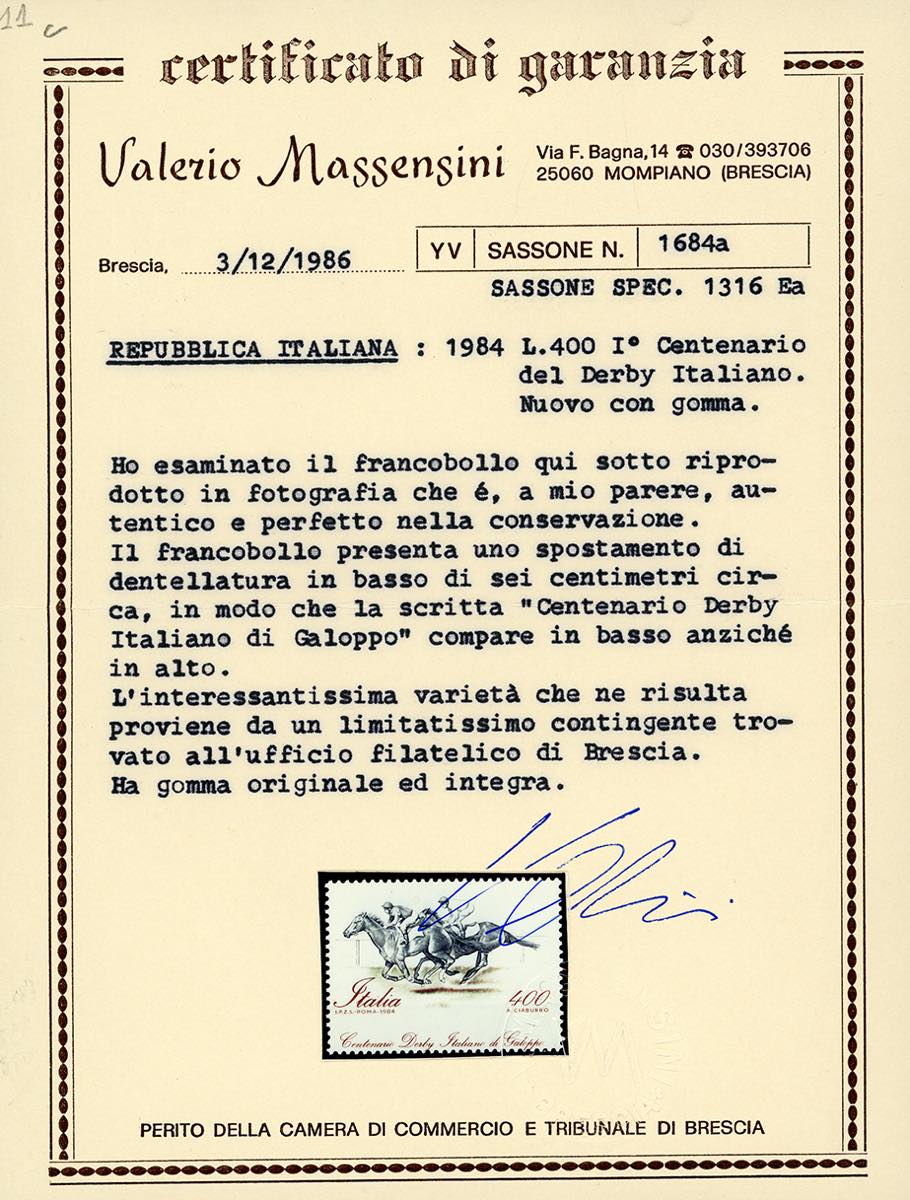 11
certificato di garanzia
Valerio Massensini
Via F. Bagna, 14 ☎ 030/393706
25060 MOMPIANO (BRESCIA)
Brescia, 3/12/1986
YV SASSONE N. 1684a
SASSONE SPEC. 1316 Ea
REPUBBLICA ITALIANA : 1984 L.400 I° Centenario
del Derby Italiano.
Nuovo con gomma.
Ho esaminato il francobollo qui sotto ripro-
dotto in fotografia che é, a mio parere, au-
tentico e perfetto nella conservazione.
Il francobollo presenta uno spostamento di
dentellatura in basso di sei centimetri cir-
ca, in modo che la scritta "Centenario Derby
Italiano di Galoppo" compare in basso anziché
in alto.
L'interessantissima varietà che ne risulta
proviene da un limitatissimo contingente tro-
vato all'ufficio filatelico di Brescia.
Ha gomma originale ed integra.
Italia 400
I.P.Z.S.-ROMA-1984 A. CIABURRO
Centenario Derby Italiano di Galoppo
PERITO DELLA CAMERA DI COMMERCIO E TRIBUNALE DI BRESCIA